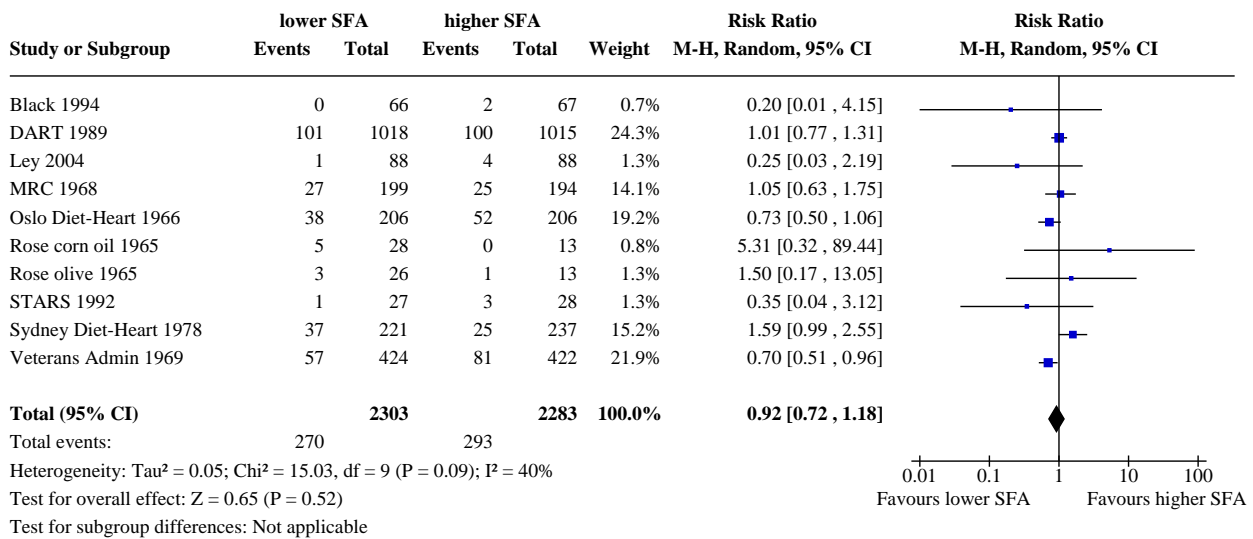 lower SFA higher SFA Risk Ratio Risk Ratio
Study or Subgroup Events Total Events Total Weight M-H, Random, 95% CI M-H, Random, 95% CI
Black 1994 0 66 2 67 0.7% 0.20 [0.01 , 4.15]
DART 1989 101 1018 100 1015 24.3% 1.01 [0.77 , 1.31]
Ley 2004 1 88 4 88 1.3% 0.25 [0.03 , 2.19]
MRC 1968 27 199 25 194 14.1% 1.05 [0.63 , 1.75]
Oslo Diet-Heart 1966 38 206 52 206 19.2% 0.73 [0.50 , 1.06]
Rose corn oil 1965 5 28 0 13 0.8% 5.31 [0.32 , 89.44]
Rose olive 1965 3 26 1 13 1.3% 1.50 [0.17 , 13.05]
STARS 1992 1 27 3 28 1.3% 0.35 [0.04 , 3.12]
Sydney Diet-Heart 1978 37 221 25 237 15.2% 1.59 [0.99 , 2.55]
Veterans Admin 1969 57 424 81 422 21.9% 0.70 [0.51 , 0.96]
Total (95% CI) 2303 2283 100.0% 0.92 [0.72 , 1.18]
Total events: 270 293
Heterogeneity: Tau² = 0.05; Chi² = 15.03, df = 9 (P = 0.09); I² = 40%
0.01 0.1 1 10 100
Test for overall effect: Z = 0.65 (P = 0.52)
Favours lower SFA Favours higher SFA
Test for subgroup differences: Not applicable